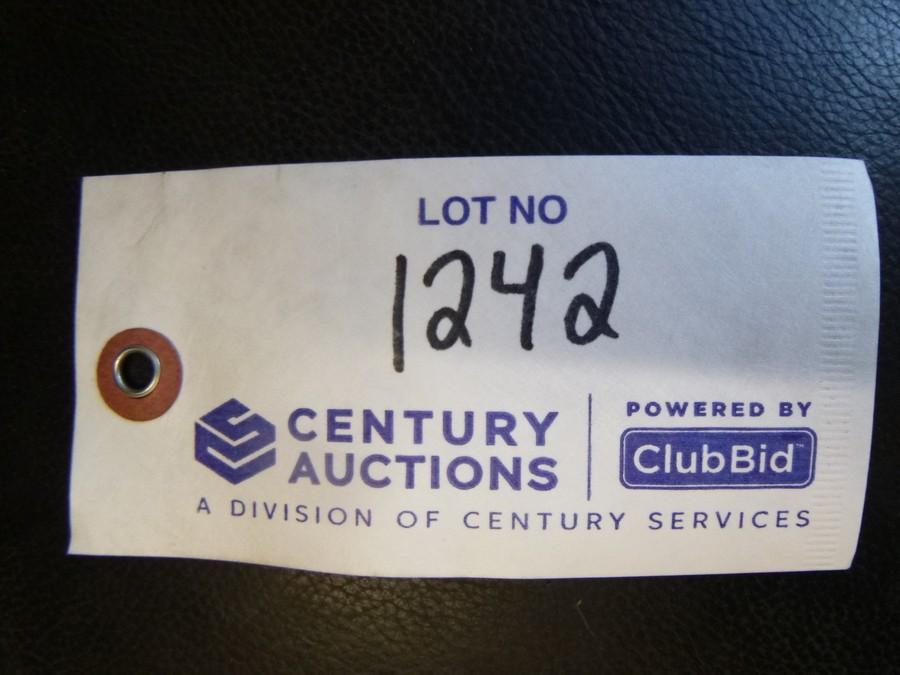 LOT NO
1242
CENTURY
AUCTIONS
A DIVISION OF CENTURY SERVICES
POWERED BY
ClubBid™